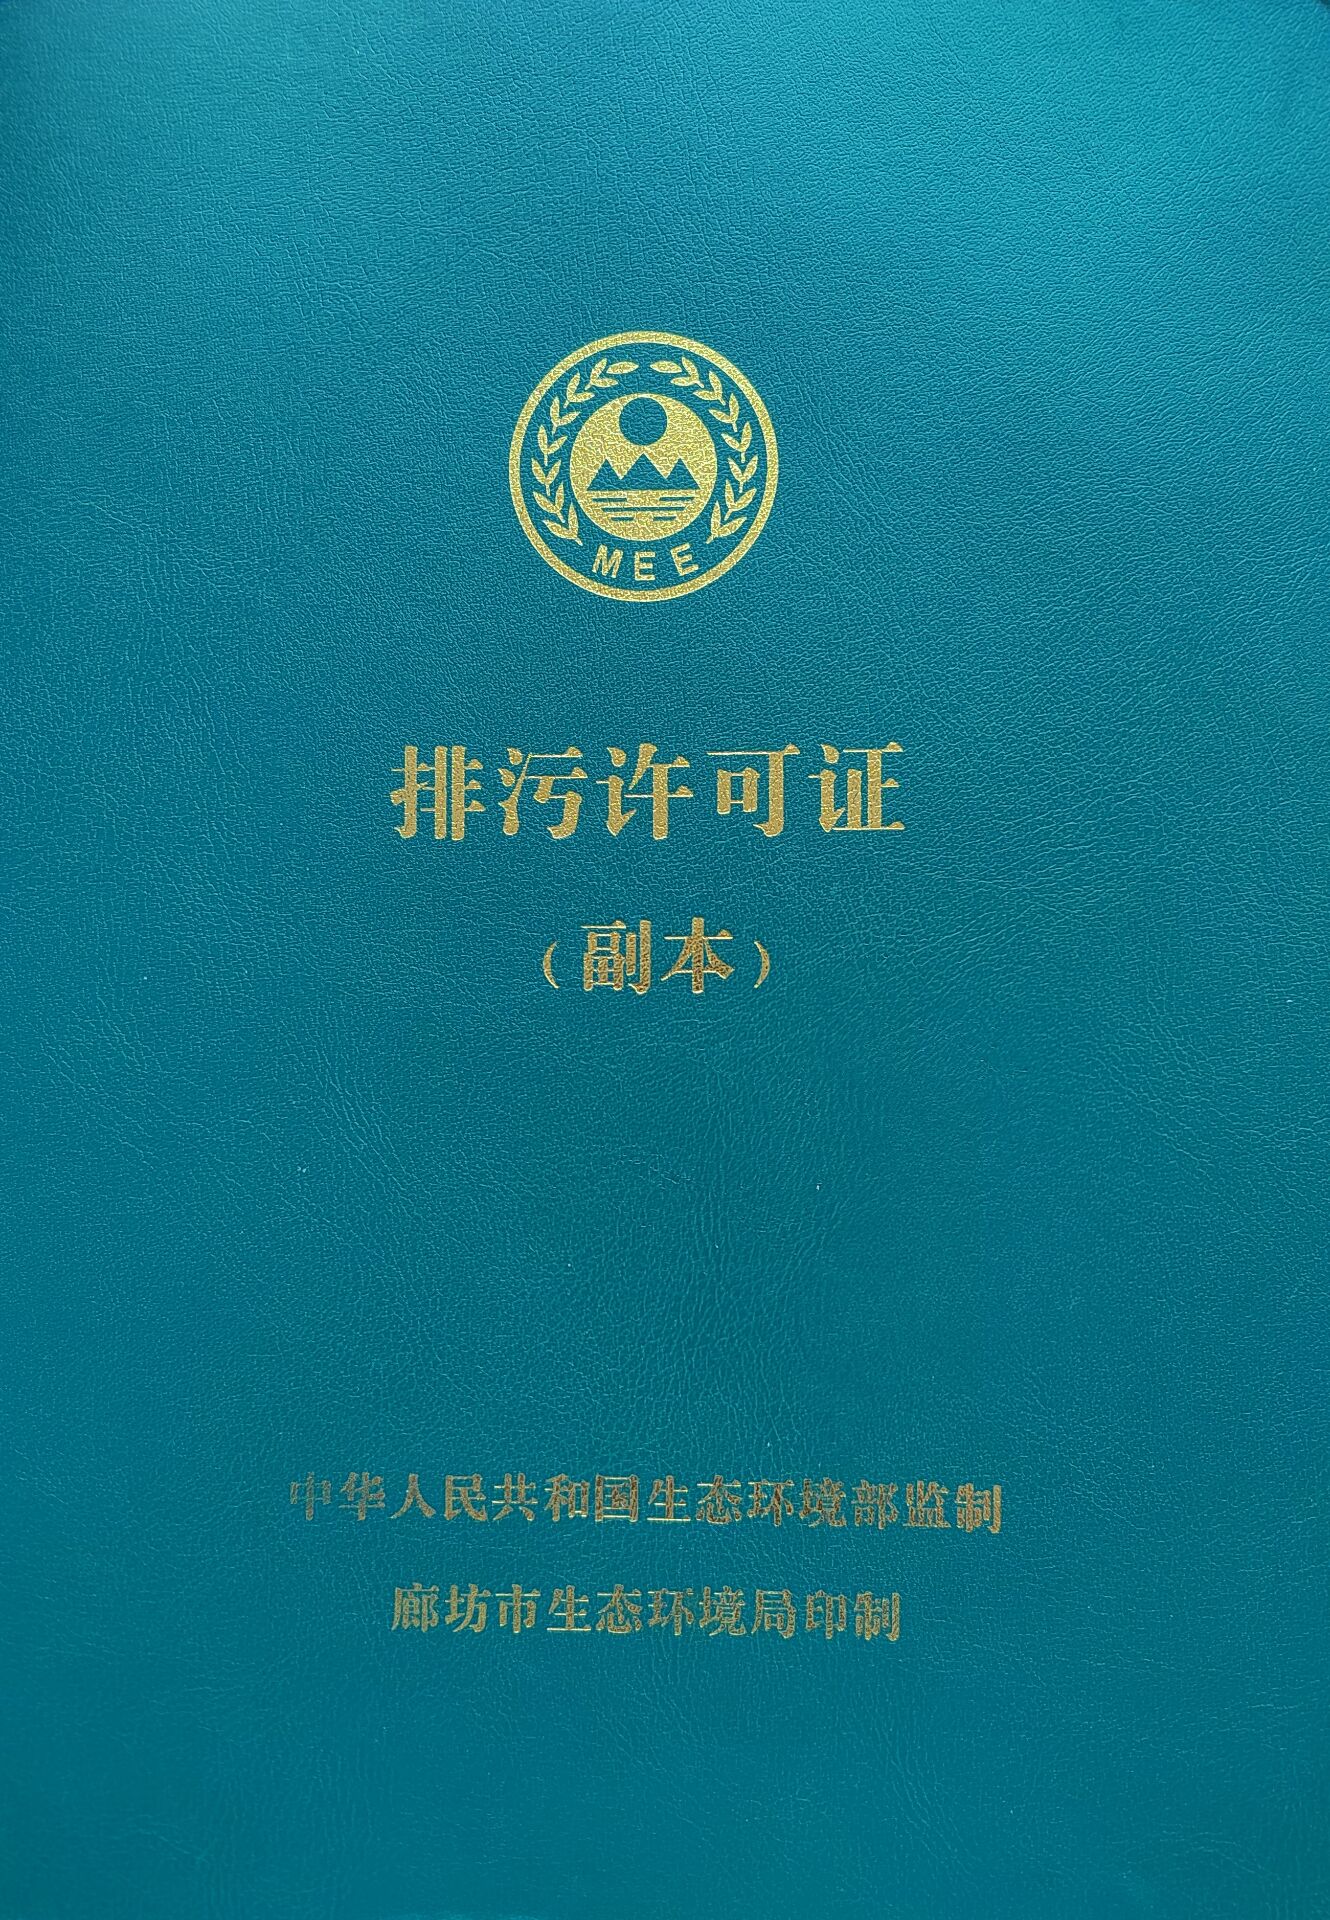 MEE
排污许可证
（副本）
中华人民共和国生态环境部监制
廊坊市生态环境局印制